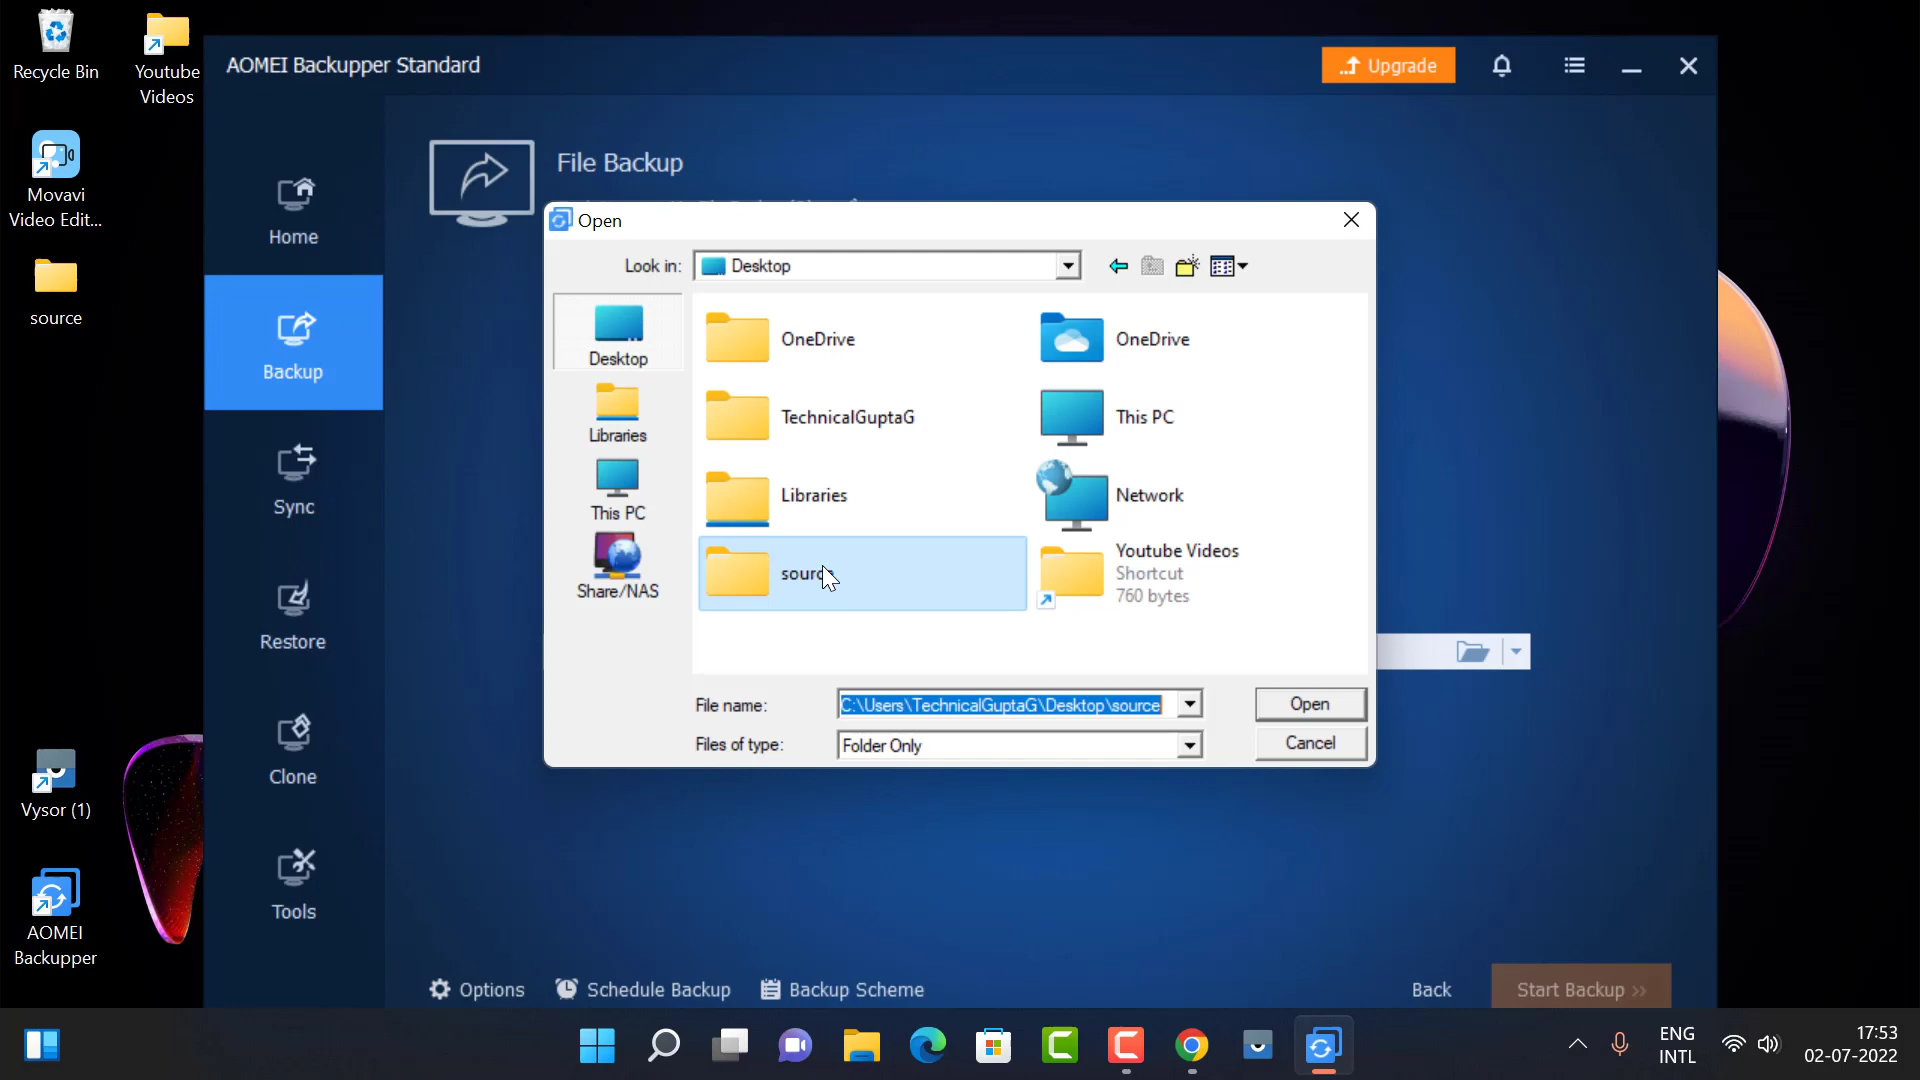 Recycle Bin
Youtube
Videos
Movavi
Video Edit...
source
Vysor (1)
AOMEI
Backupper
AOMEI Backupper Standard
Upgrade
Home
Backup
Sync
Restore
Clone
Tools
File Backup
Open
Look in:
Desktop
Desktop
Libraries
This PC
Share/NAS
OneDrive
OneDrive
TechnicalGuptaG
This PC
Libraries
Network
source
Youtube Videos
Shortcut
760 bytes
File name:
C:\Users\TechnicalGuptaG\Desktop\source
Open
Files of type:
Folder Only
Cancel
Options
Schedule Backup
Backup Scheme
Back
Start Backup >>
ENG
INTL
17:53
02-07-2022